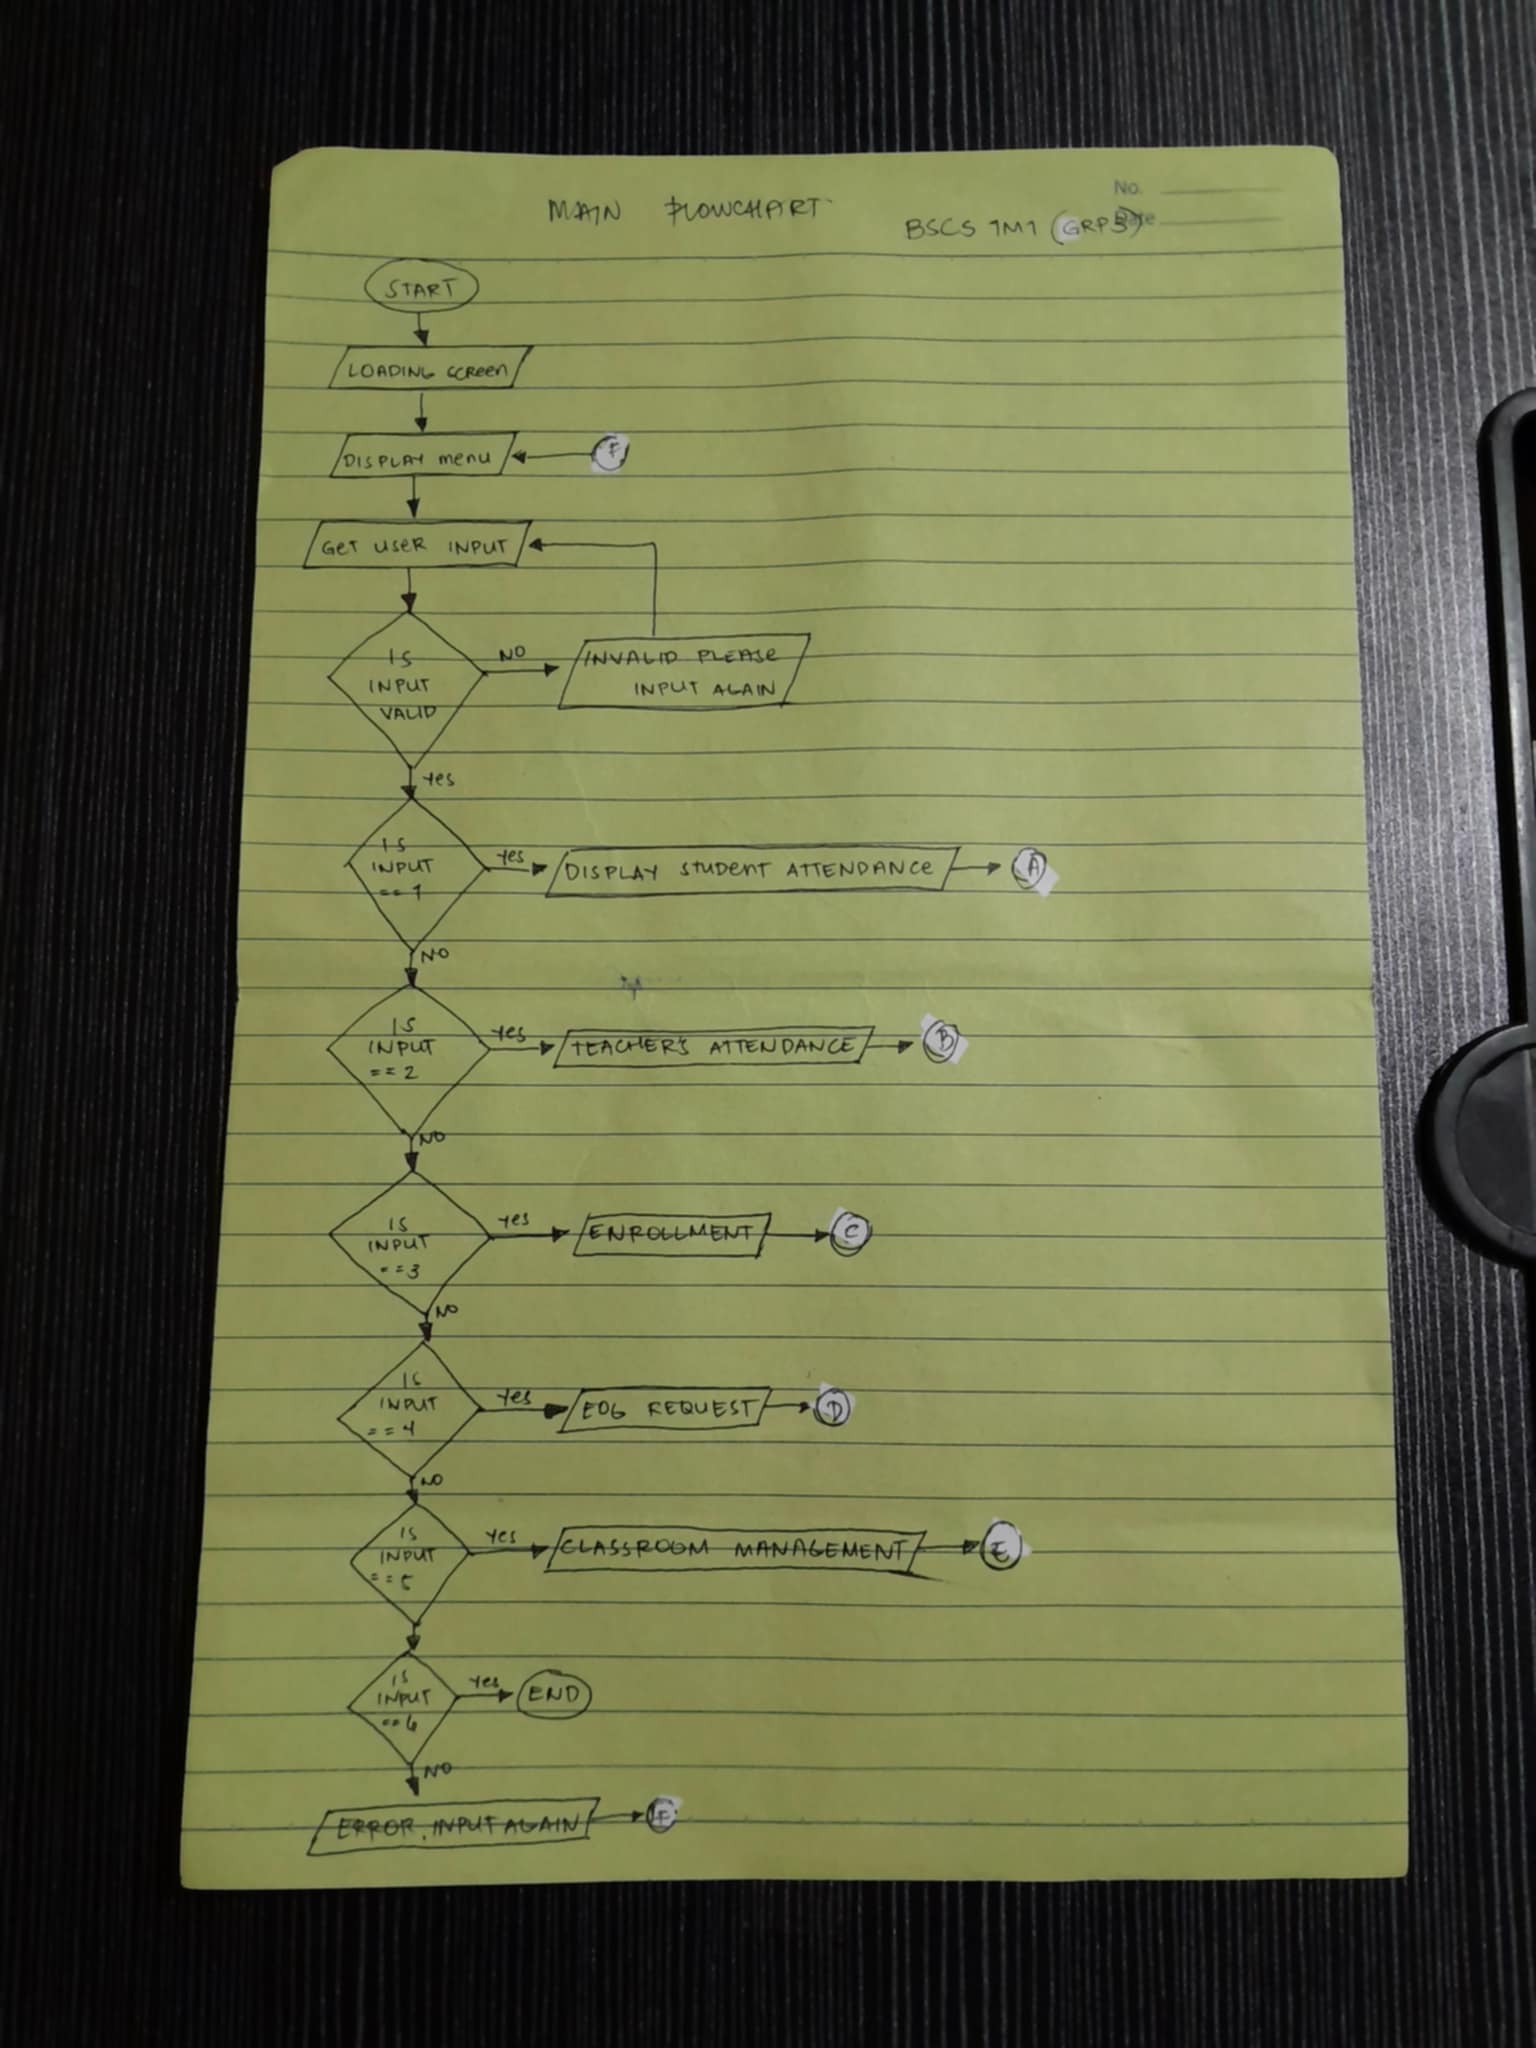 No.
MAIN FLOWCHART
Date
BSCS 1M1 (GRP 3)
START
LOADING SCREEN
DISPLAY MENU
F
GET USER INPUT
IS
INPUT
VALID
NO
INVALID PLEASE
INPUT AGAIN
Yes
IS
INPUT
== 1
Yes
DISPLAY STUDENT ATTENDANCE
A
NO
IS
INPUT
== 2
Yes
TEACHER'S ATTENDANCE
B
NO
IS
INPUT
== 3
Yes
ENROLLMENT
C
NO
IS
INPUT
== 4
Yes
EOG REQUEST
D
NO
IS
INPUT
== 5
Yes
CLASSROOM MANAGEMENT
E
IS
INPUT
== 6
Yes
END
NO
ERROR, INPUT AGAIN
F